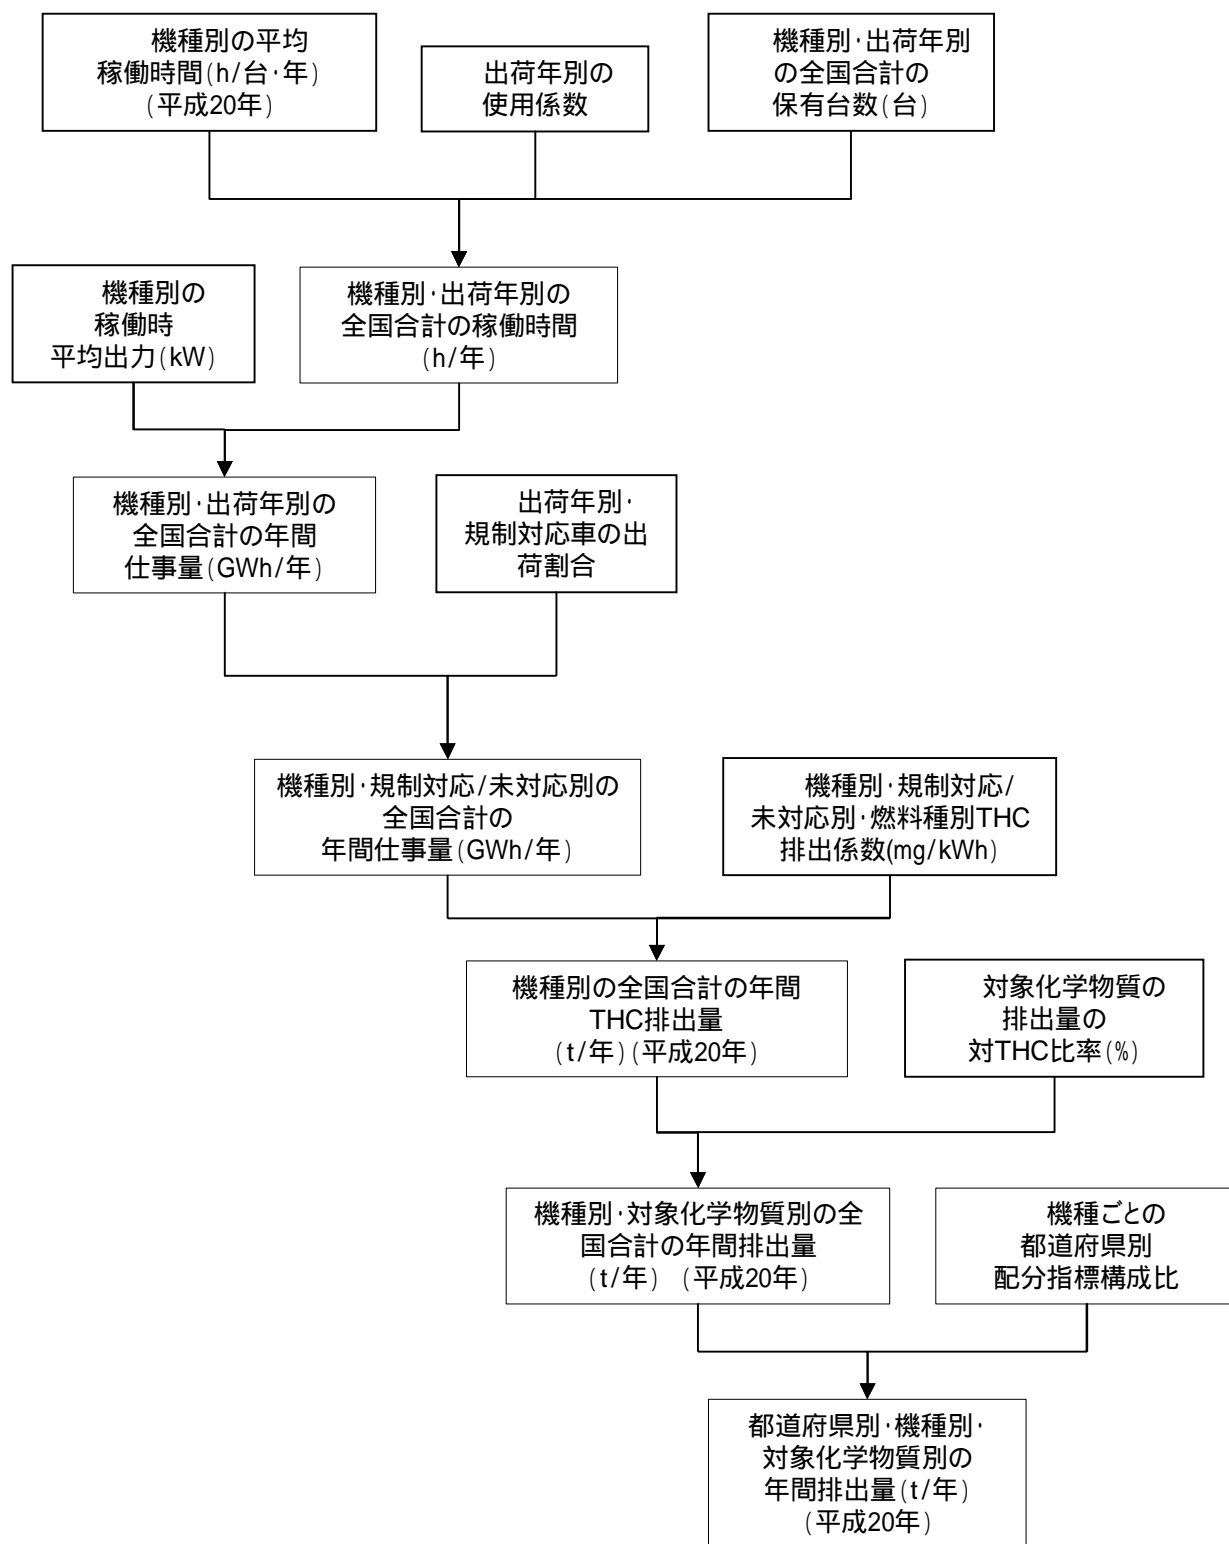 機種別の平均
稼働時間(h/台・年)
(平成20年)
出荷年別の
使用係数
機種別・出荷年別
の全国合計の
保有台数(台)
機種別の
稼働時
平均出力(kW)
機種別・出荷年別の
全国合計の稼働時間
(h/年)
機種別・出荷年別の
全国合計の年間
仕事量(GWh/年)
出荷年別・
規制対応車の出
荷割合
機種別・規制対応/未対応別の
全国合計の
年間仕事量(GWh/年)
機種別・規制対応/
未対応別・燃料種別THC
排出係数(mg/kWh)
機種別の全国合計の年間
THC排出量
(t/年)(平成20年)
対象化学物質の
排出量の
対THC比率(%)
機種別・対象化学物質別の全
国合計の年間排出量
(t/年) (平成20年)
機種ごとの
都道府県別
配分指標構成比
都道府県別・機種別・
対象化学物質別の
年間排出量(t/年)
(平成20年)